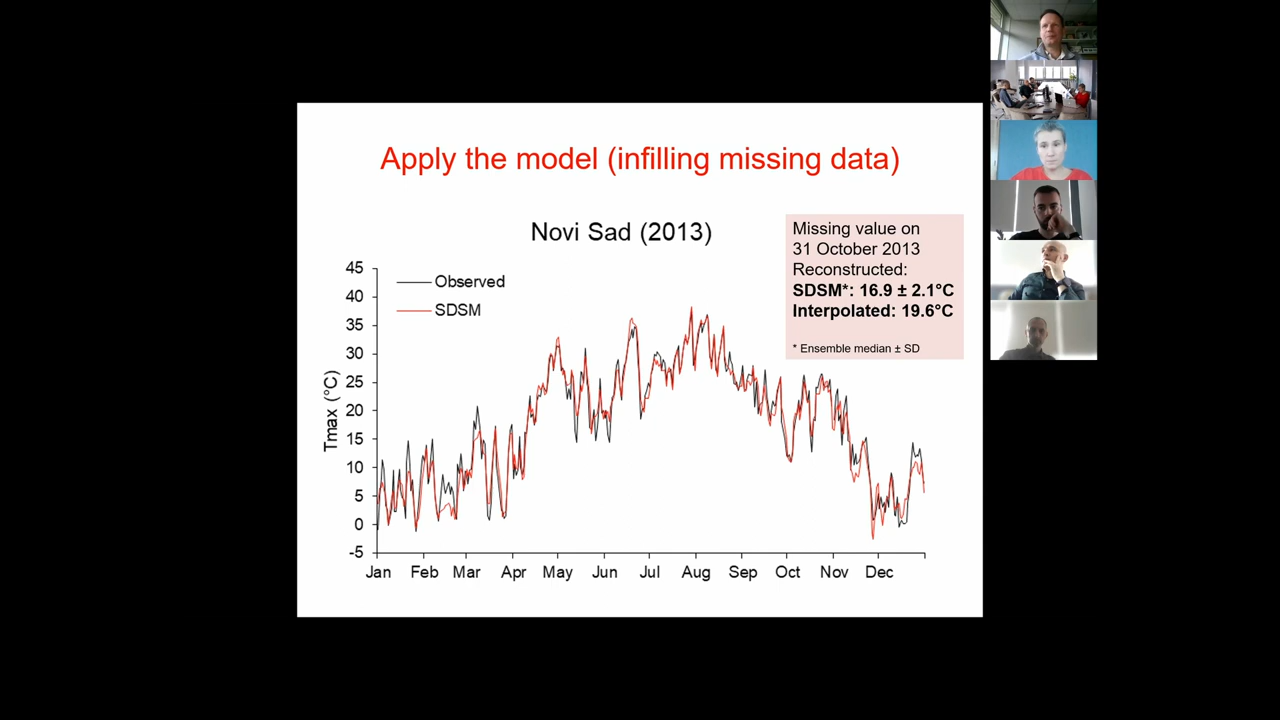 Apply the model (infilling missing data)
Novi Sad (2013)
Missing value on
31 October 2013
Reconstructed:
SDSM*: 16.9 ± 2.1°C
Interpolated: 19.6°C
* Ensemble median ± SD
Observed
SDSM
Tmax (°C)
45
40
35
30
25
20
15
10
5
0
-5
Jan Feb Mar Apr May Jun Jul Aug Sep Oct Nov Dec